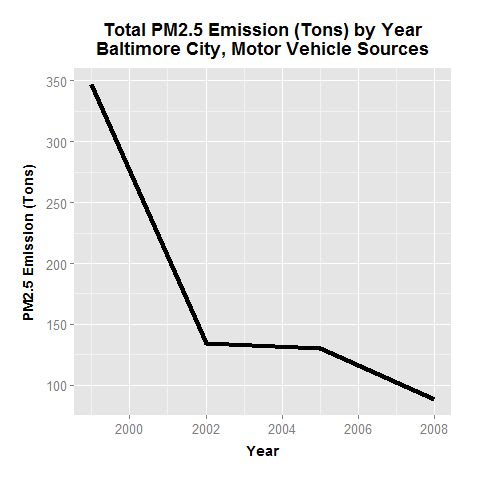 Total PM2.5 Emission (Tons) by Year
Baltimore City, Motor Vehicle Sources
PM2.5 Emission (Tons)
350
300
250
200
150
100
2000 2002 2004 2006 2008
Year